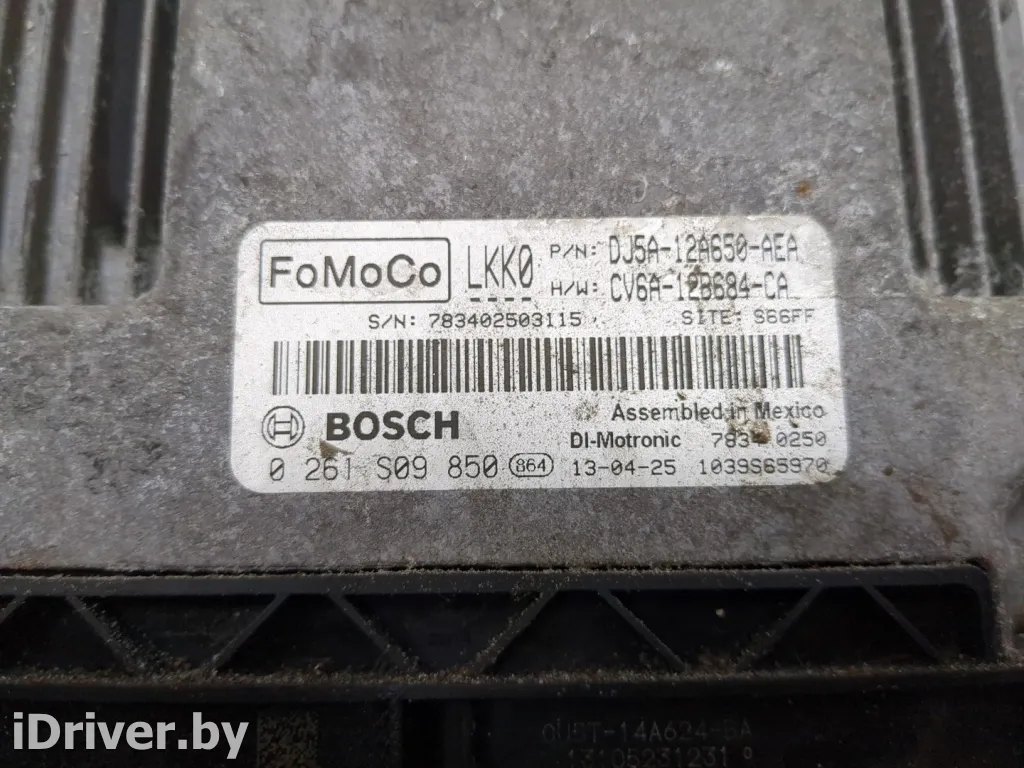 FoMoCo LKK0 P/N: DJ5A-12A650-AEA
H/W: CV6A-12B684-CA
S/N: 783402503115 SITE: S66FF
Assembled in Mexico
BOSCH DI-Motronic
0 261 S09 850 864 13-04-25 1039S65970
iDriver.by